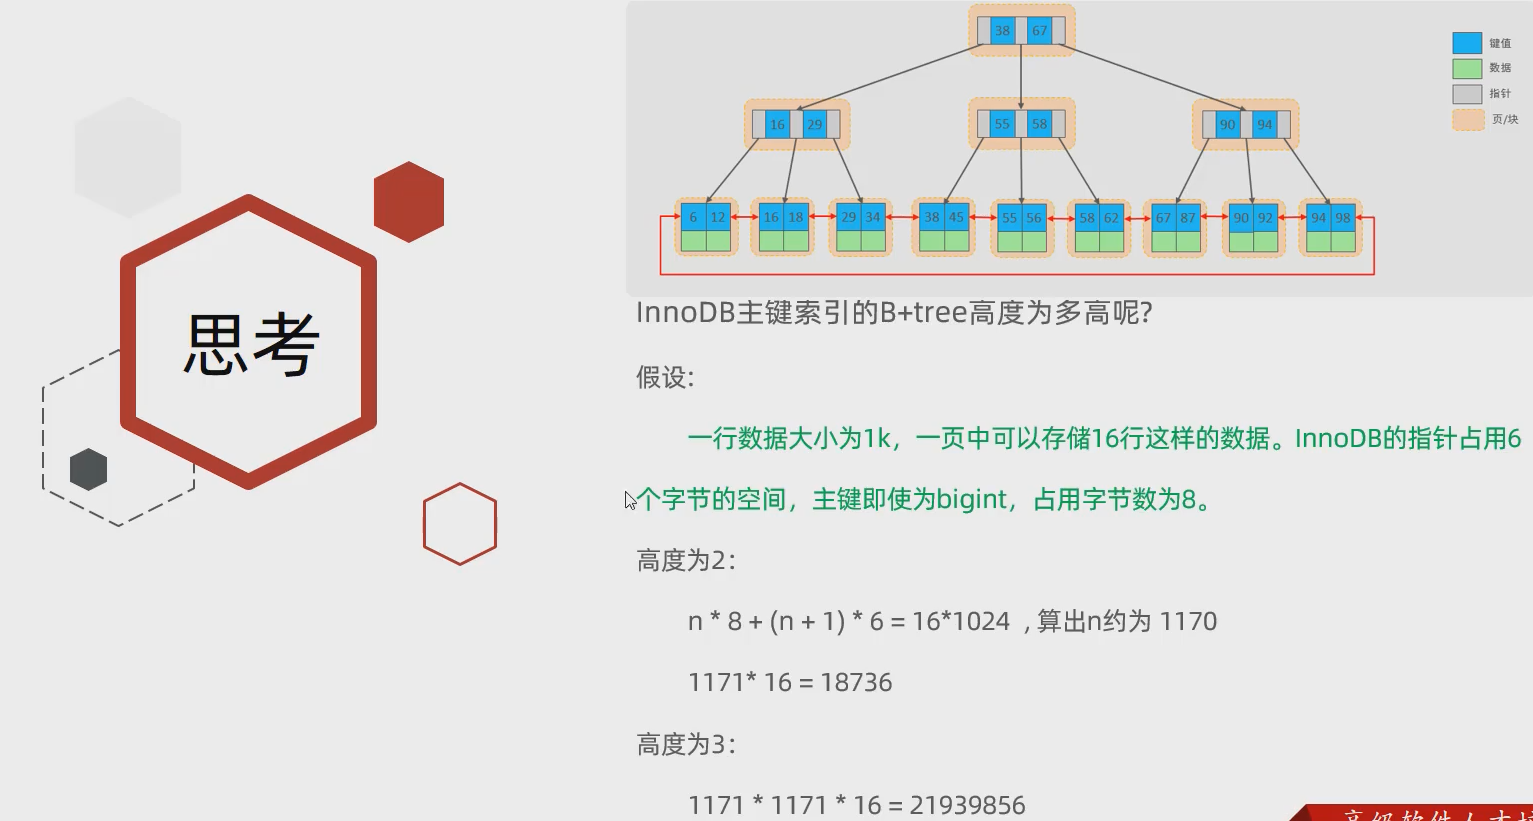 38 67
键值
数据
指针
页/块
16 29 55 58 90 94
6 12 16 18 29 34 38 45 55 56 58 62 67 87 90 92 94 98
思考
InnoDB主键索引的B+tree高度为多高呢?
假设:
一行数据大小为1k，一页中可以存储16行这样的数据。InnoDB的指针占用6
个字节的空间，主键即使为bigint，占用字节数为8。
高度为2：
n * 8 + (n + 1) * 6 = 16*1024 , 算出n约为 1170
1171* 16 = 18736
高度为3：
1171 * 1171 * 16 = 21939856